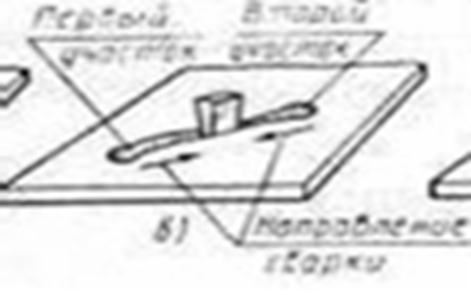 Первый
участок
Второй
участок
б)
Направление
сварки